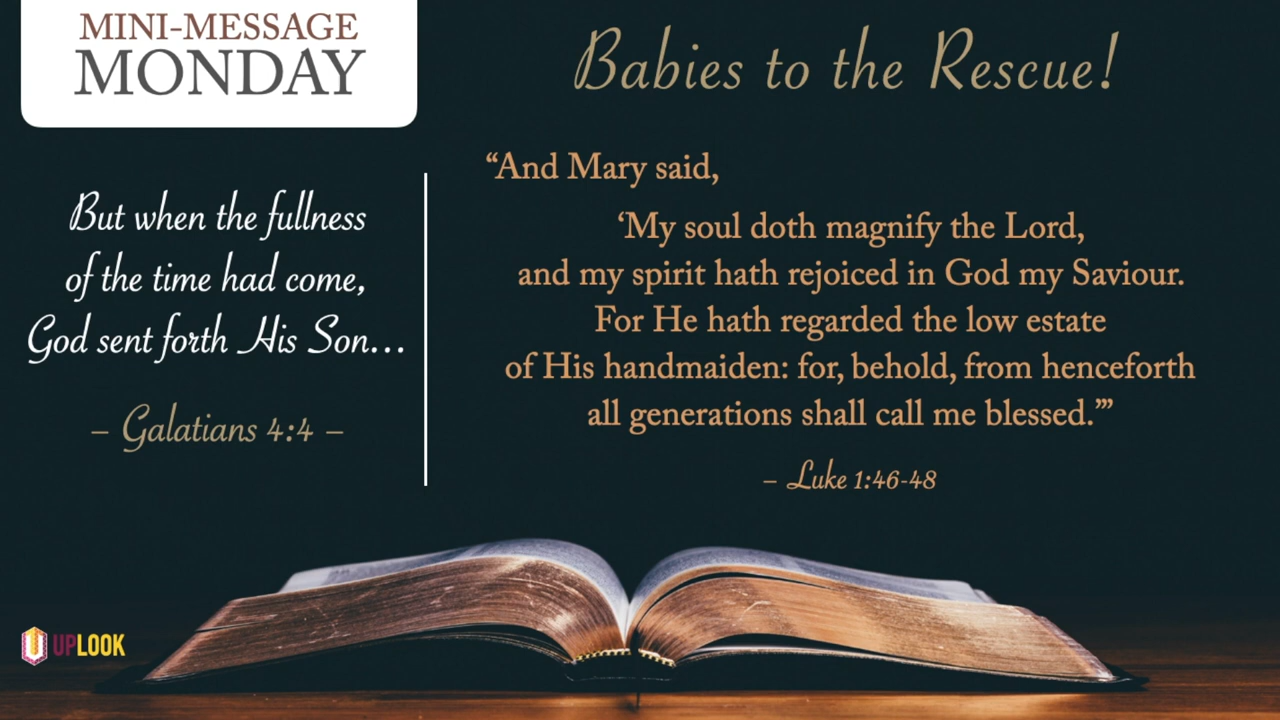 MINI-MESSAGE
MONDAY
Babies to the Rescue!
But when the fullness
of the time had come,
God sent forth His Son...
– Galatians 4:4 –
“And Mary said,
‘My soul doth magnify the Lord,
and my spirit hath rejoiced in God my Saviour.
For He hath regarded the low estate
of His handmaiden: for, behold, from henceforth
all generations shall call me blessed.’”
– Luke 1:46-48
UPLOOK